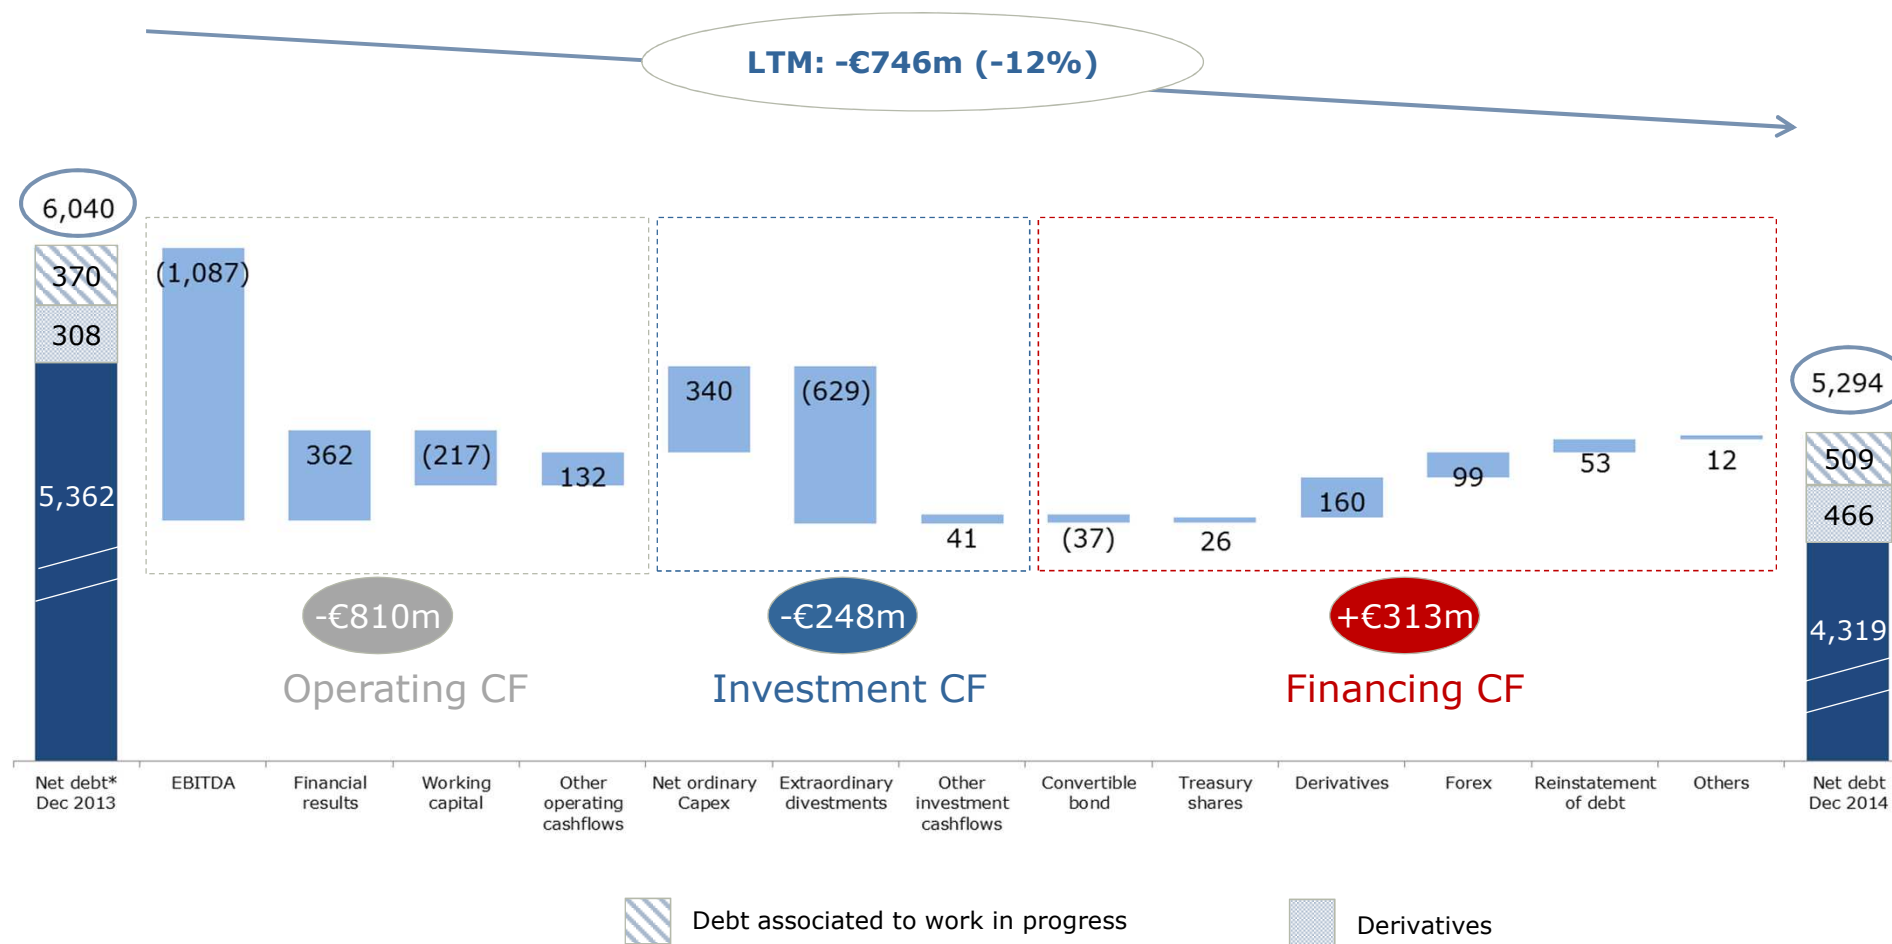 LTM: -€746m (-12%)
6,040
370
308
5,362
(1,087)
362
(217)
132
340
(629)
41
(37)
26
160
99
53
12
5,294
509
466
4,319
-€810m
Operating CF
-€248m
Investment CF
+€313m
Financing CF
Net debt*
Dec 2013
EBITDA
Financial
results
Working
capital
Other
operating
cashflows
Net ordinary
Capex
Extraordinary
divestments
Other
investment
cashflows
Convertible
bond
Treasury
shares
Derivatives
Forex
Reinstatement
of debt
Others
Net debt
Dec 2014
Debt associated to work in progress
Derivatives